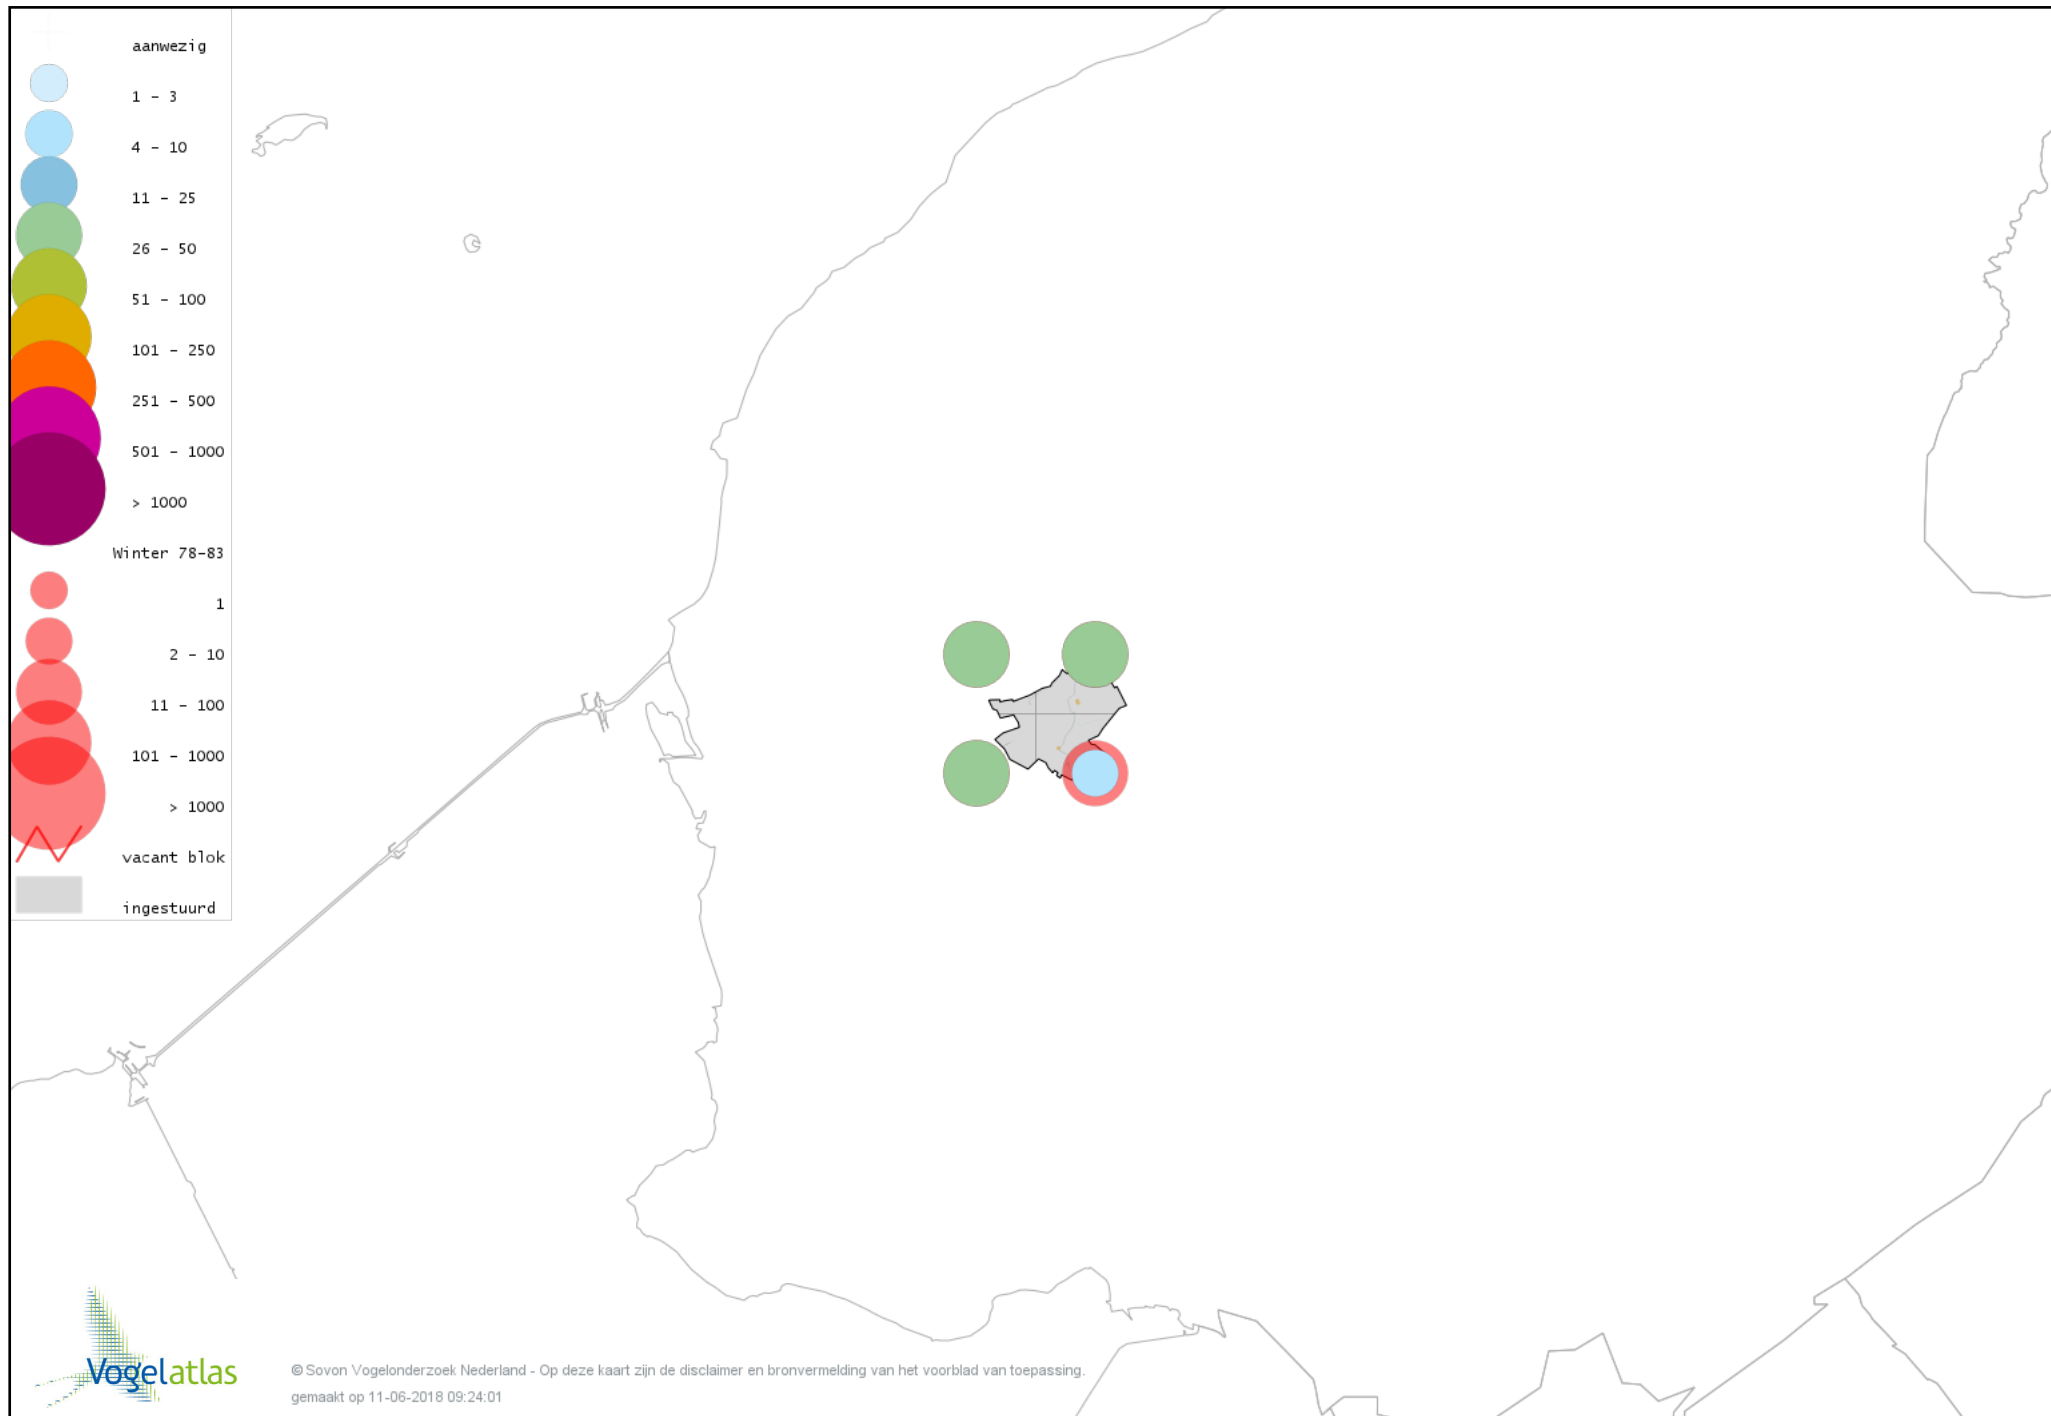 aanwezig
1 - 3
4 - 10
11 - 25
26 - 50
51 - 100
101 - 250
251 - 500
501 - 1000
> 1000
Winter 78-83
1
2 - 10
11 - 100
101 - 1000
> 1000
vacant blok
ingestuurd
Vogelatlas
© Sovon Vogelonderzoek Nederland - Op deze kaart zijn de disclaimer en bronvermelding van het voorblad van toepassing.
gemaakt op 11-06-2018 09:24:01